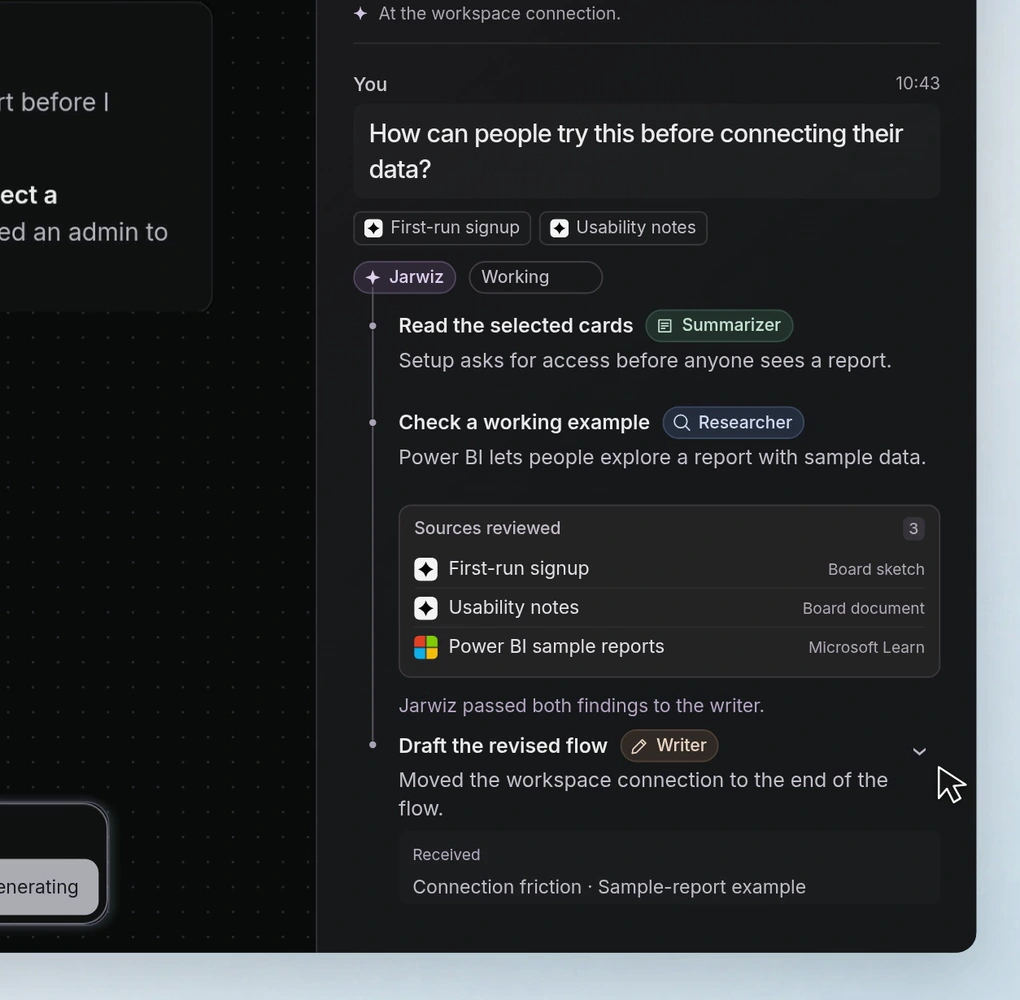 At the workspace connection.
rt before I
ect a
ed an admin to
enerating
You
10:43
How can people try this before connecting their
data?
First-run signup
Usability notes
Jarwiz
Working
Read the selected cards
Summarizer
Setup asks for access before anyone sees a report.
Check a working example
Researcher
Power BI lets people explore a report with sample data.
Sources reviewed
3
First-run signup
Board sketch
Usability notes
Board document
Power BI sample reports
Microsoft Learn
Jarwiz passed both findings to the writer.
Draft the revised flow
Writer
Moved the workspace connection to the end of the
flow.
Received
Connection friction · Sample-report example